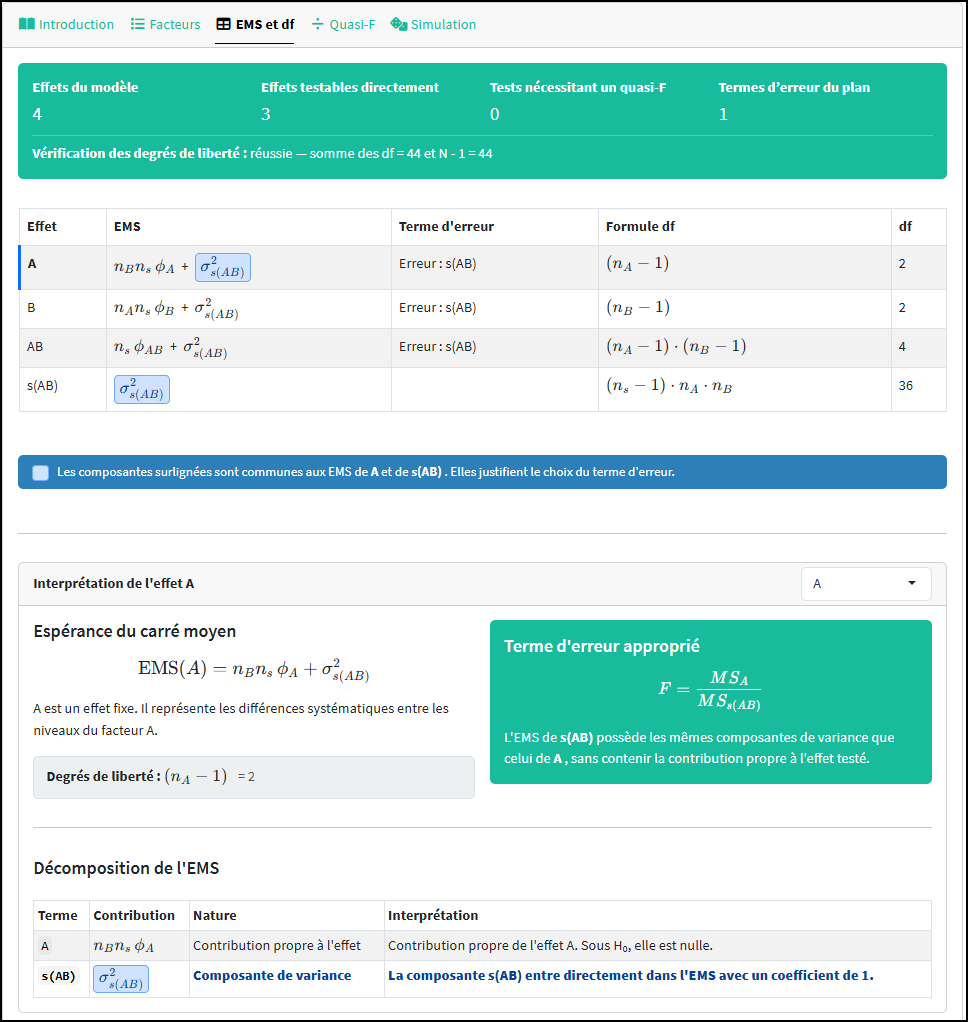 Introduction Facteurs EMS et df Quasi-F Simulation
Effets du modèle Effets testables directement Tests nécessitant un quasi-F Termes d’erreur du plan
4 3 0 1
Vérification des degrés de liberté : réussie — somme des df = 44 et N - 1 = 44
Effet EMS Terme d'erreur Formule df df
A n_B n_s ϕ_A + σ²_s(AB) Erreur : s(AB) (n_A − 1) 2
B n_A n_s ϕ_B + σ²_s(AB) Erreur : s(AB) (n_B − 1) 2
AB n_s ϕ_AB + σ²_s(AB) Erreur : s(AB) (n_A − 1) · (n_B − 1) 4
s(AB) σ²_s(AB) (n_s − 1) · n_A · n_B 36
Les composantes surlignées sont communes aux EMS de A et de s(AB) . Elles justifient le choix du terme d'erreur.
Interprétation de l'effet A A
Espérance du carré moyen
EMS(A) = n_B n_s ϕ_A + σ²_s(AB)
A est un effet fixe. Il représente les différences systématiques entre les
niveaux du facteur A.
Degrés de liberté : (n_A − 1) = 2
Terme d'erreur approprié
F = MS_A / MS_s(AB)
L'EMS de s(AB) possède les mêmes composantes de variance que
celui de A , sans contenir la contribution propre à l'effet testé.
Décomposition de l'EMS
Terme Contribution Nature Interprétation
A n_B n_s ϕ_A Contribution propre à l'effet Contribution propre de l'effet A. Sous H₀, elle est nulle.
s(AB) σ²_s(AB) Composante de variance La composante s(AB) entre directement dans l'EMS avec un coefficient de 1.